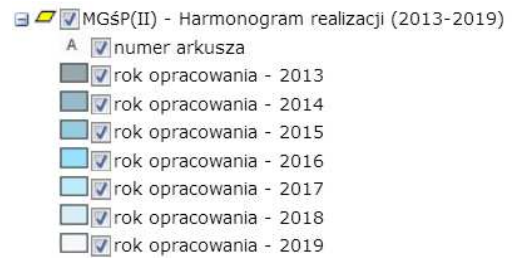 MGśP(II) - Harmonogram realizacji (2013-2019)
A numer arkusza
rok opracowania - 2013
rok opracowania - 2014
rok opracowania - 2015
rok opracowania - 2016
rok opracowania - 2017
rok opracowania - 2018
rok opracowania - 2019